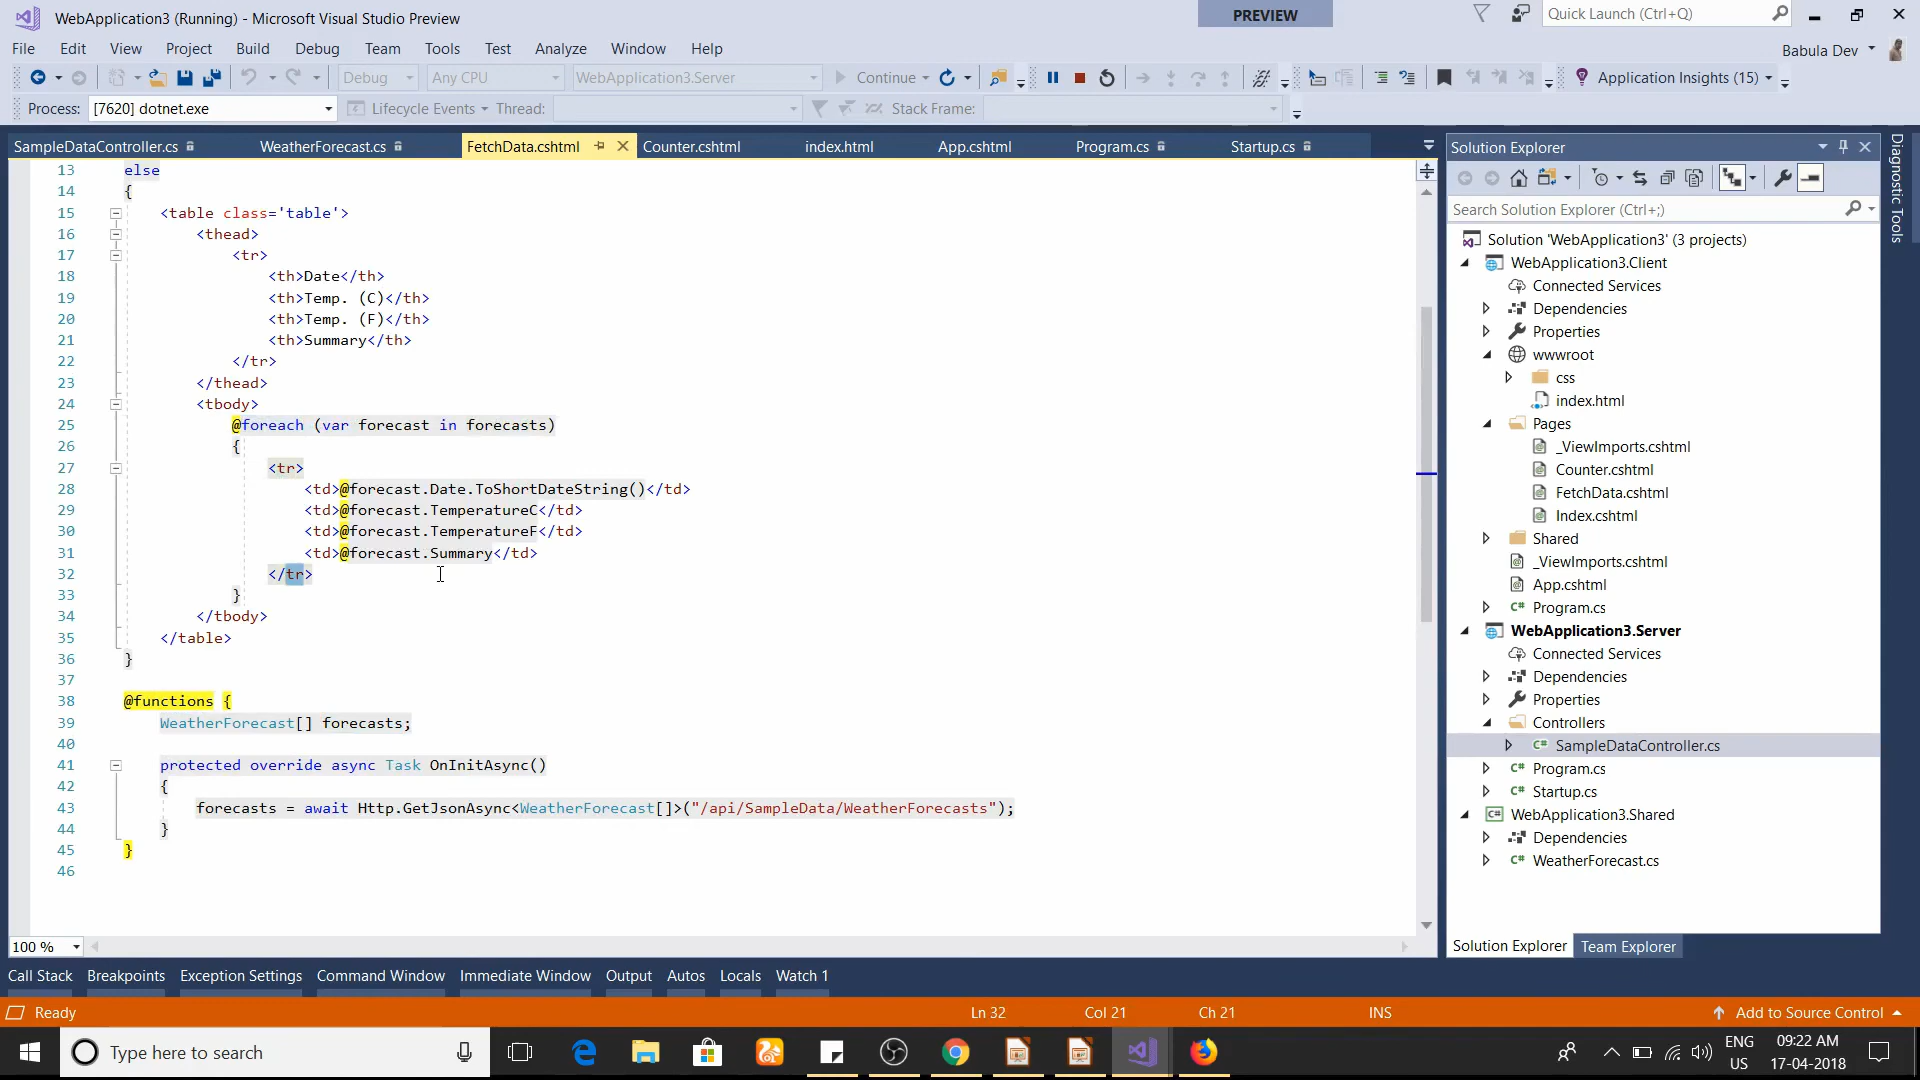 WebApplication3 (Running) - Microsoft Visual Studio Preview
PREVIEW
Quick Launch (Ctrl+Q)
File Edit View Project Build Debug Team Tools Test Analyze Window Help
Babula Dev
Debug Any CPU WebApplication3.Server Continue Application Insights (15)
Process: [7620] dotnet.exe Lifecycle Events Thread: Stack Frame:
SampleDataController.cs WeatherForecast.cs FetchData.cshtml Counter.cshtml index.html App.cshtml Program.cs Startup.cs
13 else
14 {
15 <table class='table'>
16 <thead>
17 <tr>
18 <th>Date</th>
19 <th>Temp. (C)</th>
20 <th>Temp. (F)</th>
21 <th>Summary</th>
22 </tr>
23 </thead>
24 <tbody>
25 @foreach (var forecast in forecasts)
26 {
27 <tr>
28 <td>@forecast.Date.ToShortDateString()</td>
29 <td>@forecast.TemperatureC</td>
30 <td>@forecast.TemperatureF</td>
31 <td>@forecast.Summary</td>
32 </tr>
33 }
34 </tbody>
35 </table>
36 }
37
38 @functions {
39 WeatherForecast[] forecasts;
40
41 protected override async Task OnInitAsync()
42 {
43 forecasts = await Http.GetJsonAsync<WeatherForecast[]>("/api/SampleData/WeatherForecasts");
44 }
45 }
46
100 %
Solution Explorer
Search Solution Explorer (Ctrl+;)
Solution 'WebApplication3' (3 projects)
WebApplication3.Client
Connected Services
Dependencies
Properties
wwwroot
css
index.html
Pages
_ViewImports.cshtml
Counter.cshtml
FetchData.cshtml
Index.cshtml
Shared
_ViewImports.cshtml
App.cshtml
C# Program.cs
WebApplication3.Server
Connected Services
Dependencies
Properties
Controllers
C# SampleDataController.cs
C# Program.cs
C# Startup.cs
C# WebApplication3.Shared
Dependencies
C# WeatherForecast.cs
Solution Explorer Team Explorer
Diagnostic Tools
Call Stack Breakpoints Exception Settings Command Window Immediate Window Output Autos Locals Watch 1
Ready Ln 32 Col 21 Ch 21 INS Add to Source Control
Type here to search
ENG
US
09:22 AM
17-04-2018